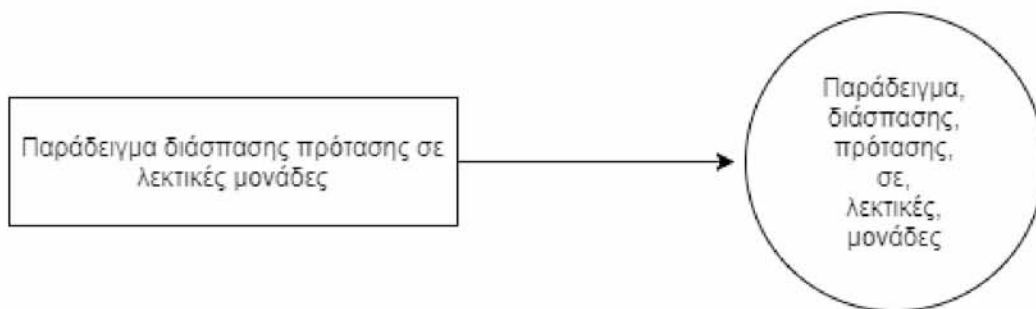 Παράδειγμα διάσπασης πρότασης σε
λεκτικές μονάδες
Παράδειγμα,
διάσπασης,
πρότασης,
σε,
λεκτικές,
μονάδες